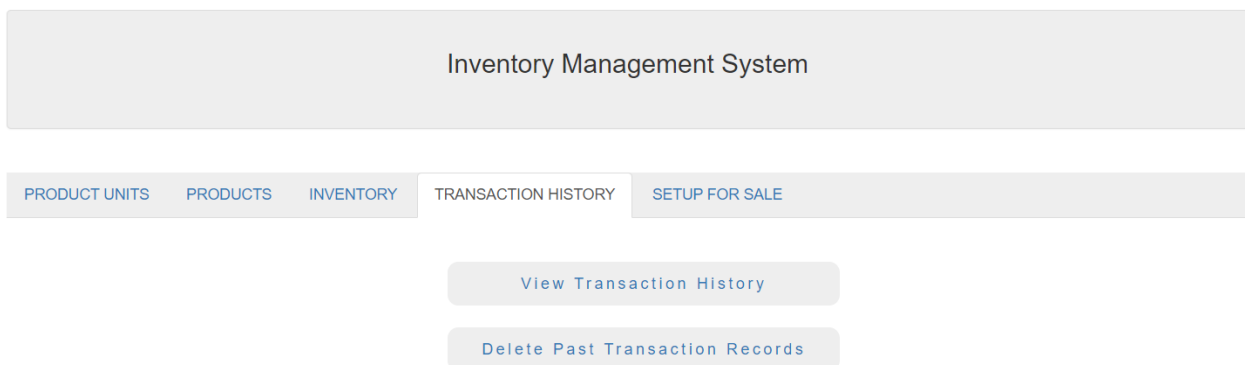 Inventory Management System
PRODUCT UNITS PRODUCTS INVENTORY TRANSACTION HISTORY SETUP FOR SALE
View Transaction History
Delete Past Transaction Records